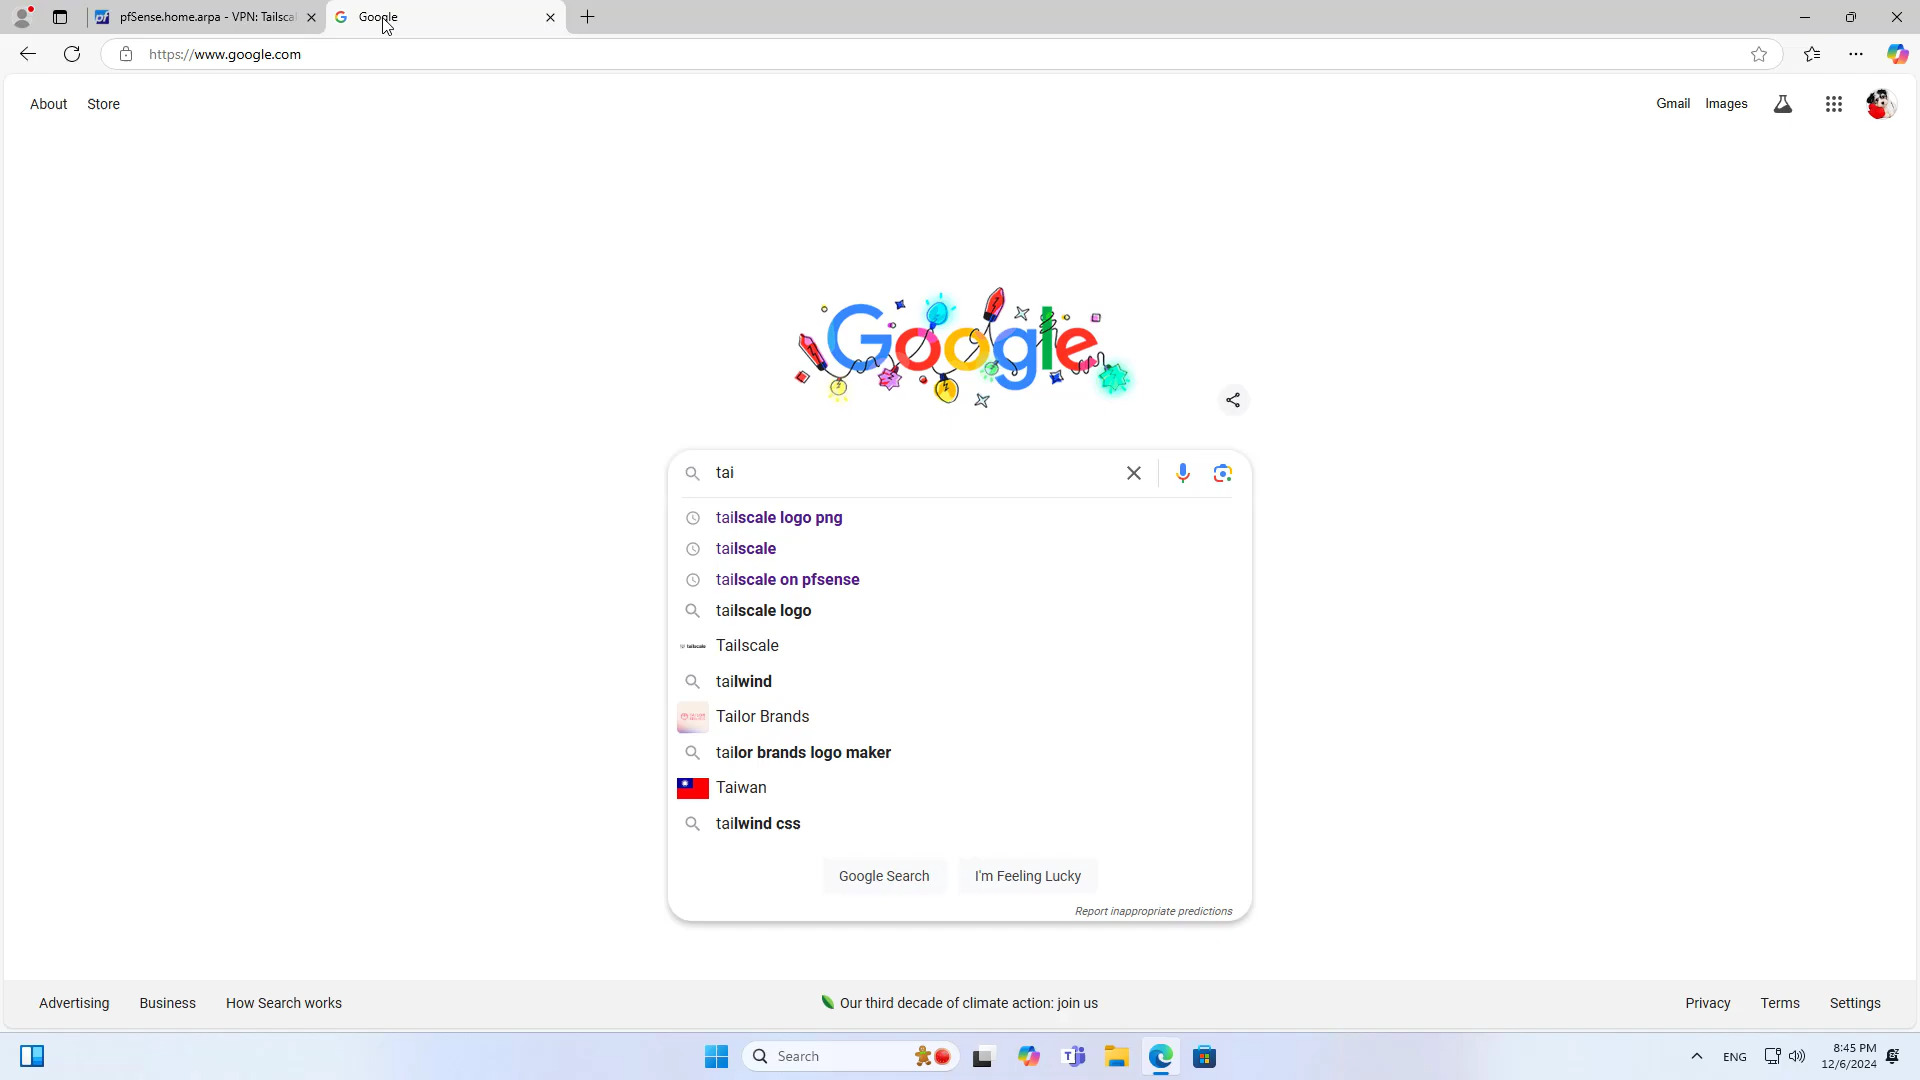 pfSense.home.arpa - VPN: Tailsca
Google
https://www.google.com
About
Store
Gmail
Images
Google
tai
tailscale logo png
tailscale
tailscale on pfsense
tailscale logo
tailscale
Tailscale
tailwind
Tailor Brands
tailor brands logo maker
Taiwan
tailwind css
Google Search
I'm Feeling Lucky
Report inappropriate predictions
Advertising
Business
How Search works
Our third decade of climate action: join us
Privacy
Terms
Settings
Search
ENG
8:45 PM
12/6/2024